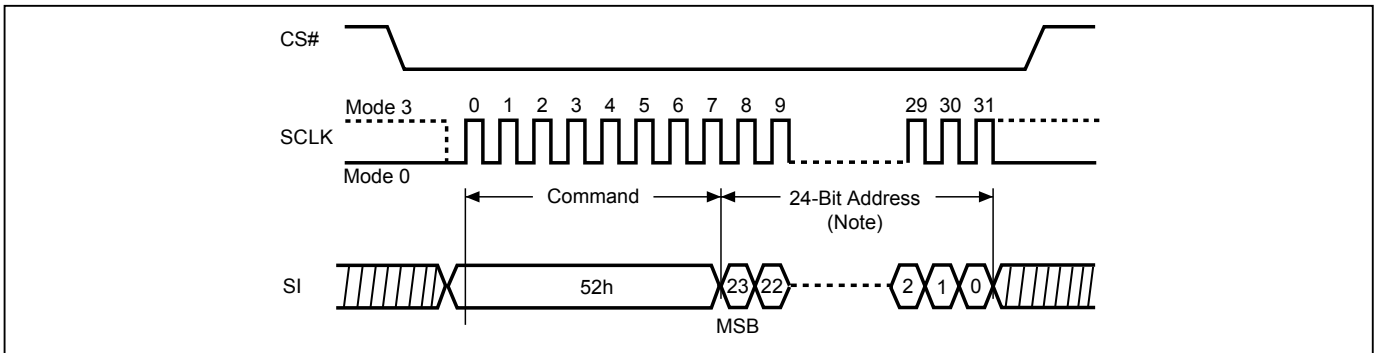 CS#
Mode 3
0 1 2 3 4 5 6 7 8 9 29 30 31
SCLK
Mode 0
Command
24-Bit Address
(Note)
SI
52h
23 22 2 1 0
MSB